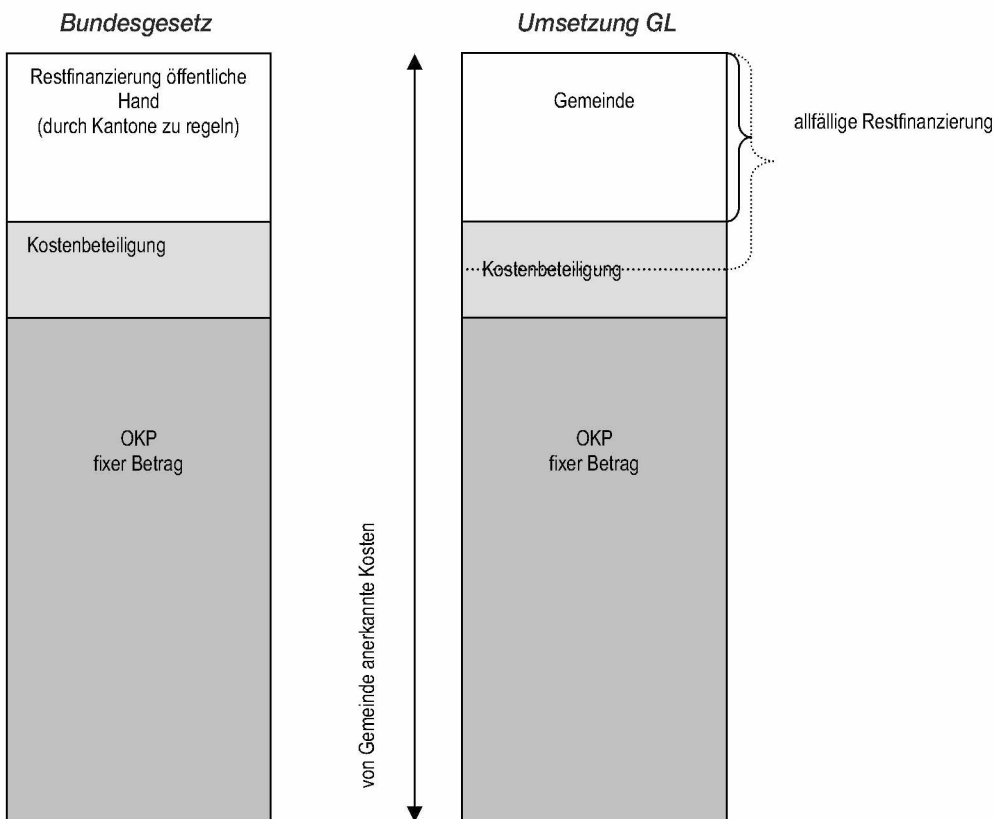 Bundesgesetz
Umsetzung GL
Restfinanzierung öffentliche
Hand
(durch Kantone zu regeln)
Gemeinde
allfällige Restfinanzierung
Kostenbeteiligung
Kostenbeteiligung
OKP
fixer Betrag
OKP
fixer Betrag
von Gemeinde anerkannte Kosten